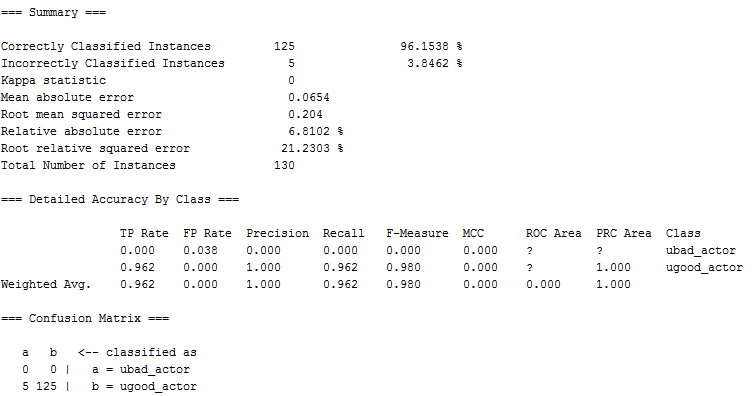 === Summary ===
Correctly Classified Instances 125 96.1538 %
Incorrectly Classified Instances 5 3.8462 %
Kappa statistic 0
Mean absolute error 0.0654
Root mean squared error 0.204
Relative absolute error 6.8102 %
Root relative squared error 21.2303 %
Total Number of Instances 130
=== Detailed Accuracy By Class ===
TP Rate FP Rate Precision Recall F-Measure MCC ROC Area PRC Area Class
0.000 0.038 0.000 0.000 0.000 0.000 ? ? ubad_actor
0.962 0.000 1.000 0.962 0.980 0.000 ? 1.000 ugood_actor
Weighted Avg. 0.962 0.000 1.000 0.962 0.980 0.000 0.000 1.000
=== Confusion Matrix ===
a b <-- classified as
0 0 | a = ubad_actor
5 125 | b = ugood_actor